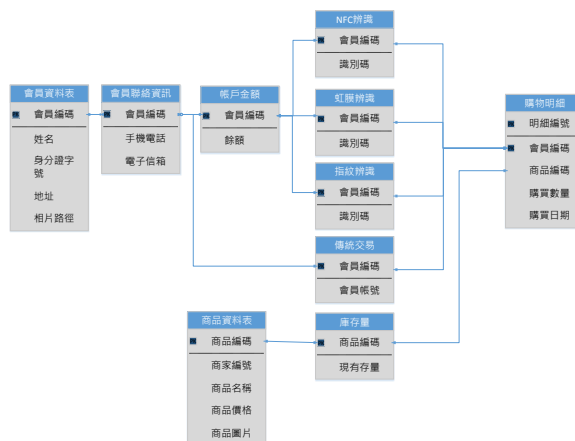 NFC辨識
會員編碼
識別碼
會員資料表
會員編碼
姓名
身分證字
號
地址
相片路徑
會員聯絡資訊
會員編碼
手機電話
電子信箱
帳戶金額
會員編碼
餘額
虹膜辨識
會員編碼
識別碼
指紋辨識
會員編碼
識別碼
傳統交易
會員編碼
會員帳號
購物明細
明細編號
會員編碼
商品編碼
購買數量
購買日期
商品資料表
商品編碼
商家編號
商品名稱
商品價格
商品圖片
庫存量
商品編碼
現有存量